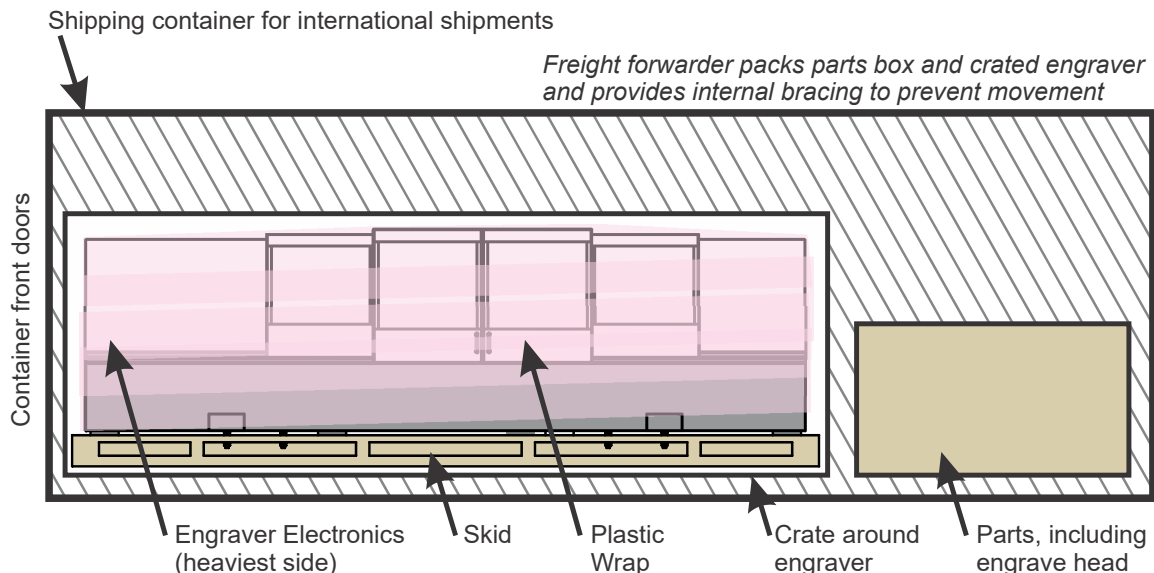 Shipping container for international shipments
Freight forwarder packs parts box and crated engraver
and provides internal bracing to prevent movement
Container front doors
Engraver Electronics
(heaviest side)
Skid
Plastic
Wrap
Crate around
engraver
Parts, including
engrave head